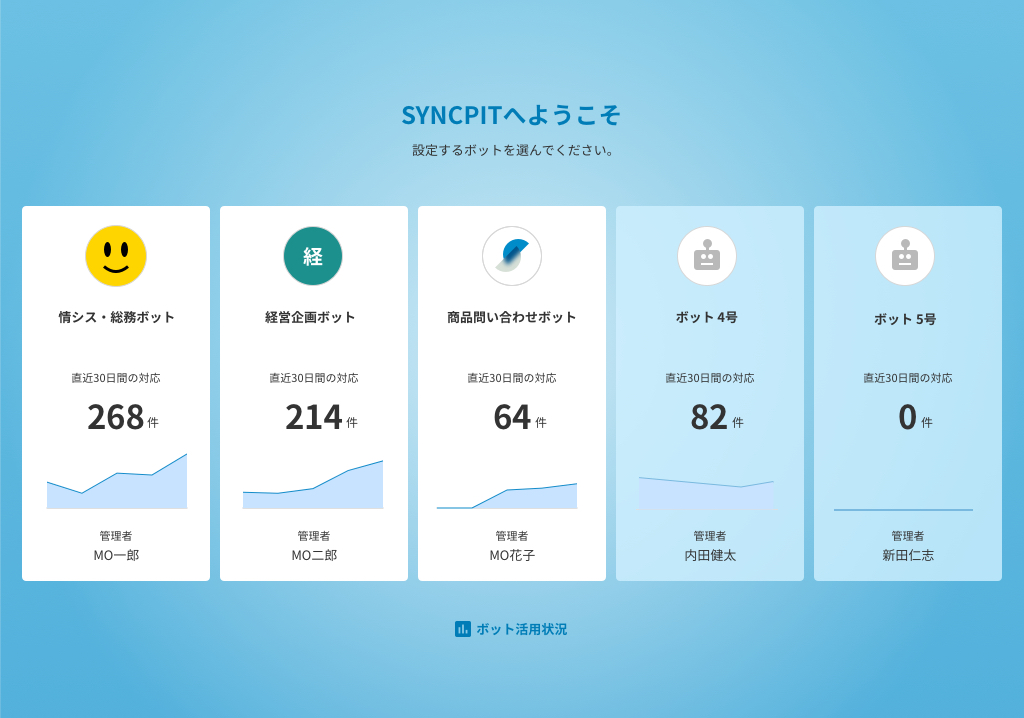 SYNCPITへようこそ
設定するボットを選んでください。
情シス・総務ボット
直近30日間の対応
268 件
管理者
MO一郎
経
経営企画ボット
直近30日間の対応
214 件
管理者
MO二郎
商品問い合わせボット
直近30日間の対応
64 件
管理者
MO花子
ボット 4号
直近30日間の対応
82 件
管理者
内田健太
ボット 5号
直近30日間の対応
0 件
管理者
新田仁志
ボット活用状況